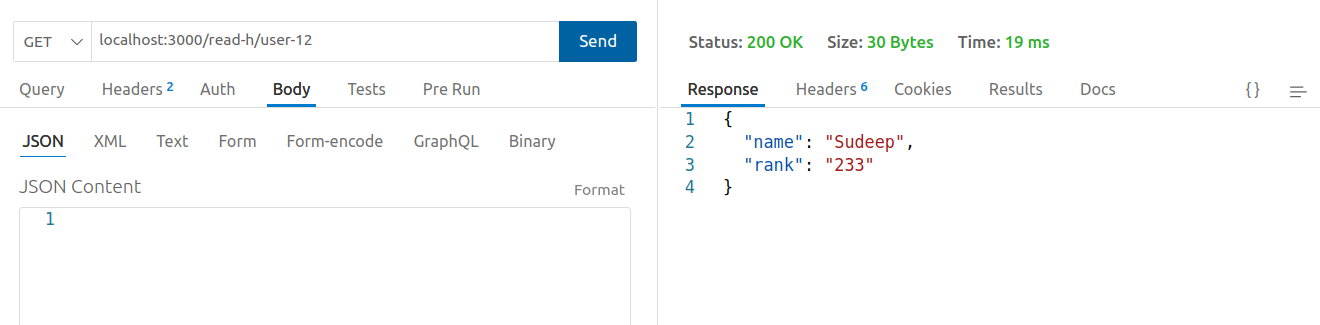 GET localhost:3000/read-h/user-12 Send
Query Headers 2 Auth Body Tests Pre Run
JSON XML Text Form Form-encode GraphQL Binary
JSON Content Format
1
Status: 200 OK Size: 30 Bytes Time: 19 ms
Response Headers 6 Cookies Results Docs {}
1 {
2 "name": "Sudeep",
3 "rank": "233"
4 }